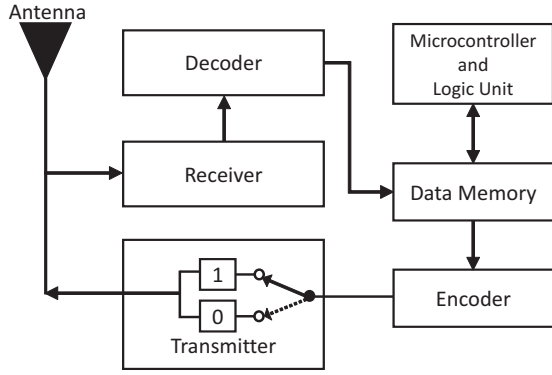 Antenna
Decoder
Microcontroller
and
Logic Unit
Receiver
Data Memory
1
0
Transmitter
Encoder